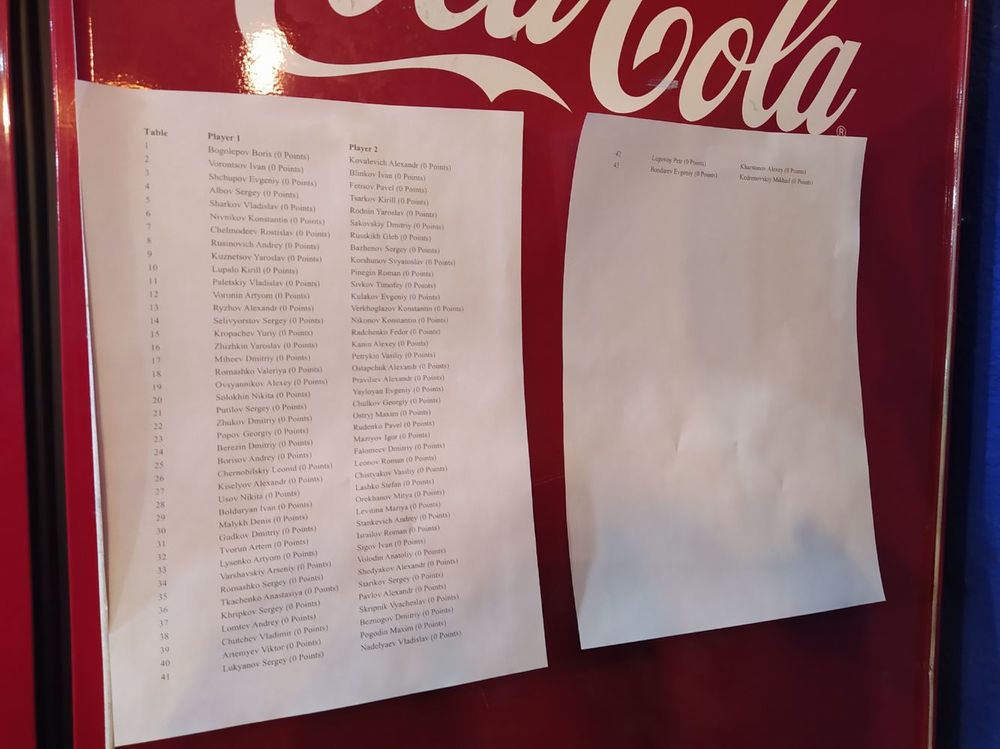 Coca-Cola ®
Table Player 1 Player 2
1 Bogolepov Boris (0 Points) Kovalevich Alexandr (0 Points)
2 Vorontsov Ivan (0 Points) Blinkov Ivan (0 Points)
3 Shchupov Evgeniy (0 Points) Fetisov Pavel (0 Points)
4 Albov Sergey (0 Points) Tsarkov Kirill (0 Points)
5 Sharkov Vladislav (0 Points) Rodnin Yaroslav (0 Points)
6 Nivnikov Konstantin (0 Points) Sakovskiy Dmitriy (0 Points)
7 Chelmodeev Rostislav (0 Points) Russkikh Gleb (0 Points)
8 Rusinovich Andrey (0 Points) Bazhenov Sergey (0 Points)
9 Kuznetsov Yaroslav (0 Points) Korshunov Svyatoslav (0 Points)
10 Lupalo Kirill (0 Points) Pinegin Roman (0 Points)
11 Paletskiy Vladislav (0 Points) Sivkov Timofey (0 Points)
12 Voronin Artyom (0 Points) Kulakov Evgeniy (0 Points)
13 Ryzhov Alexandr (0 Points) Verkhoglazov Konstantin (0 Points)
14 Selivyorstov Sergey (0 Points) Nikonov Konstantin (0 Points)
15 Kropachev Yuriy (0 Points) Radchenko Fedor (0 Points)
16 Zhizhkin Yaroslav (0 Points) Kanin Alexey (0 Points)
17 Miheev Dmitriy (0 Points) Petrykin Vasiliy (0 Points)
18 Romashko Valeriya (0 Points) Ostapchuk Alexandr (0 Points)
19 Ovsyannikov Alexey (0 Points) Praviliev Alexandr (0 Points)
20 Solokhin Nikita (0 Points) Yayloyan Evgeniy (0 Points)
21 Putilov Sergey (0 Points) Chulkov Georgiy (0 Points)
22 Zhukov Dmitriy (0 Points) Ostryj Maxim (0 Points)
23 Popov Georgiy (0 Points) Rudenko Pavel (0 Points)
24 Berezin Dmitriy (0 Points) Igor (0 Points)
25 Borisov Andrey (0 Points) Falomeev Dmitriy (0 Points)
26 Chernobilskiy Leonid (0 Points) Leonov Roman (0 Points)
27 Kiselyov Alexandr (0 Points) Chistyakov Vasiliy (0 Points)
28 Usov Nikita (0 Points) Lashko Stefan (0 Points)
29 Bolduryan Ivan (0 Points) Orekhanov Mitya (0 Points)
30 Malykh Denis (0 Points) Levitina Mariya (0 Points)
31 Gudkov Dmitriy (0 Points) Stankevich Andrey (0 Points)
32 Tvorun Artem (0 Points) Israilov Roman (0 Points)
33 Lysenko Artyom (0 Points) Sigov Ivan (0 Points)
34 Varshavskiy Arseniy (0 Points) Volodin Anatoliy (0 Points)
35 Romashko Sergey (0 Points) Shedyakov Alexandr (0 Points)
36 Tkachenko Anastasiya (0 Points) Starikov Sergey (0 Points)
37 Khripkov Sergey (0 Points) Pavlov Alexandr (0 Points)
38 Lomtev Andrey (0 Points) Skripnik Vyacheslav (0 Points)
39 Chutchev Vladimir (0 Points) Beznogov Dmitriy (0 Points)
40 Artemyev Viktor (0 Points) Pogodin Maxim (0 Points)
41 Lukyanov Sergey (0 Points) Nadelyaev Vladislav (0 Points)
42 Lugovoy Petr (0 Points) Kharitonov Alexey (0 Points)
43 Bondarev Evgeniy (0 Points) Kedrenovskiy Mikhail (0 Points)